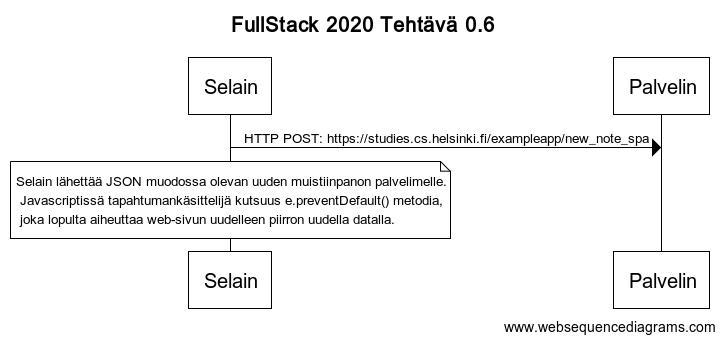 FullStack 2020 Tehtävä 0.6
Selain
Palvelin
HTTP POST: https://studies.cs.helsinki.fi/exampleapp/new_note_spa
Selain lähettää JSON muodossa olevan uuden muistiinpanon palvelimelle.
Javascriptissä tapahtumankäsittelijä kutsuus e.preventDefault() metodia,
joka lopulta aiheuttaa web-sivun uudelleen piirron uudella datalla.
Selain
Palvelin
www.websequencediagrams.com